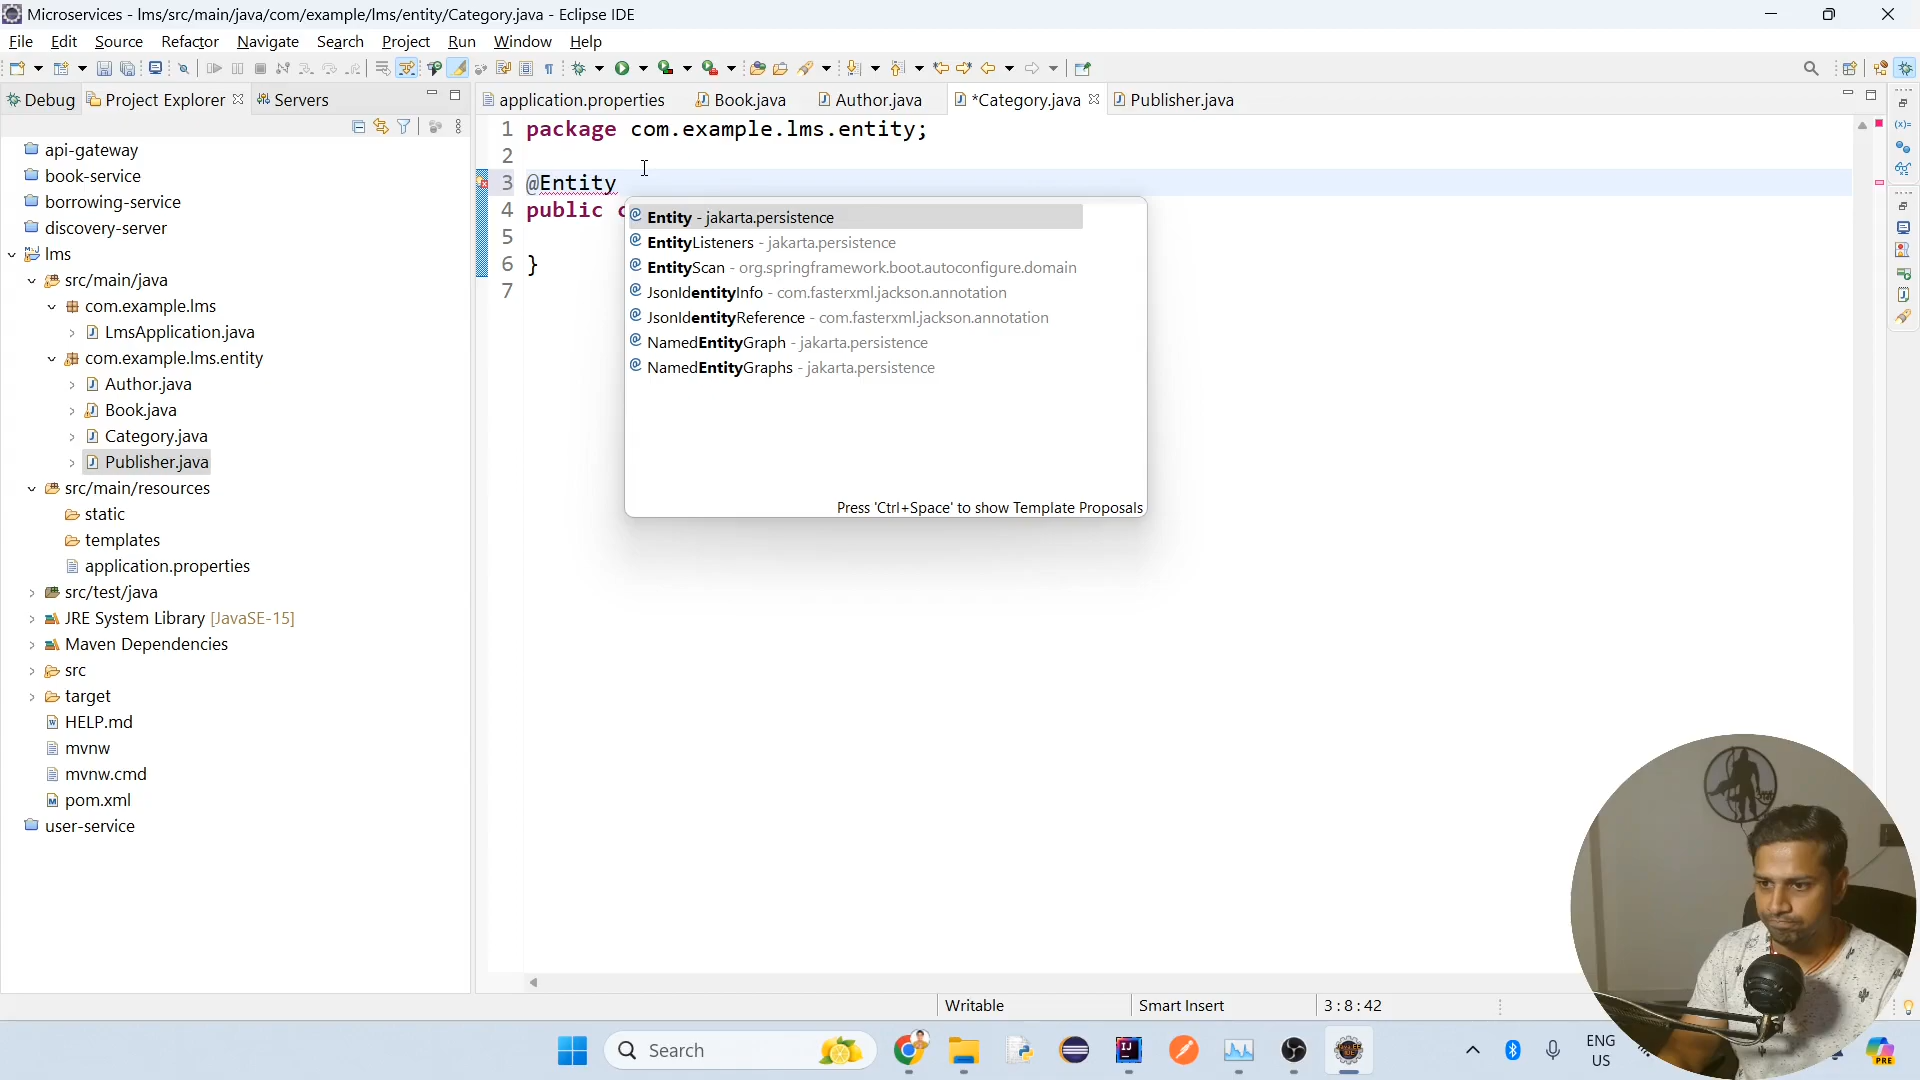 Microservices - lms/src/main/java/com/example/lms/entity/Category.java - Eclipse IDE
File Edit Source Refactor Navigate Search Project Run Window Help
Debug Project Explorer Servers
application.properties Book.java Author.java *Category.java Publisher.java
api-gateway
book-service
borrowing-service
discovery-server
lms
src/main/java
com.example.lms
LmsApplication.java
com.example.lms.entity
Author.java
Book.java
Category.java
Publisher.java
src/main/resources
static
templates
application.properties
src/test/java
JRE System Library [JavaSE-15]
Maven Dependencies
src
target
HELP.md
mvnw
mvnw.cmd
pom.xml
user-service
1 package com.example.lms.entity;
2
3 @Entity
4 public c
5
6 }
7
Entity - jakarta.persistence
EntityListeners - jakarta.persistence
EntityScan - org.springframework.boot.autoconfigure.domain
JsonIdentityInfo - com.fasterxml.jackson.annotation
JsonIdentityReference - com.fasterxml.jackson.annotation
NamedEntityGraph - jakarta.persistence
NamedEntityGraphs - jakarta.persistence
Press 'Ctrl+Space' to show Template Proposals
Writable Smart Insert 3 : 8 : 42
Search
ENG
US
PRE